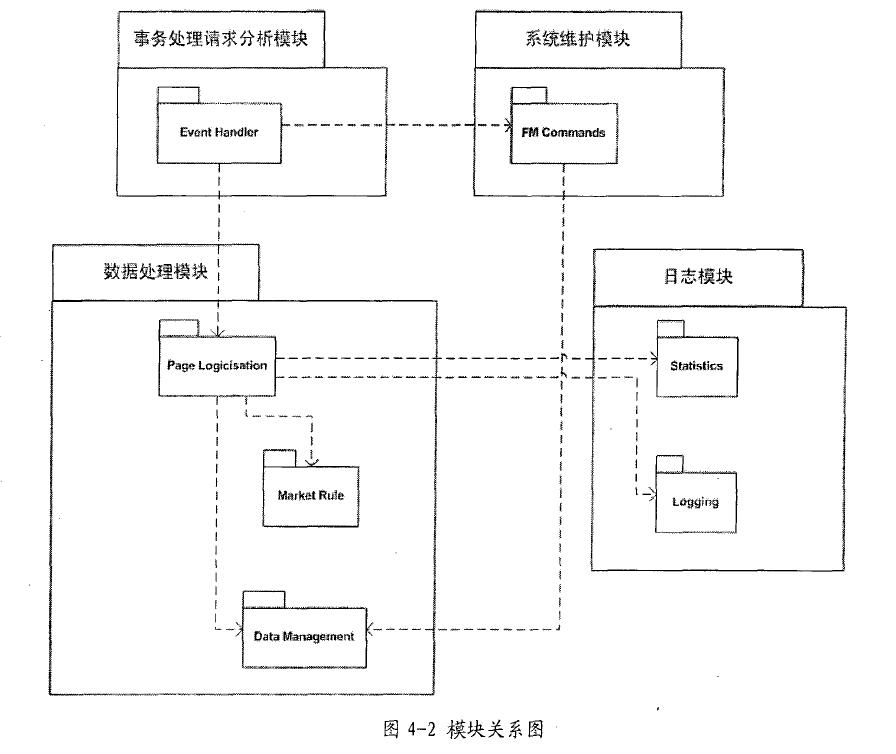 事务处理请求分析模块
系统维护模块
Event Handler
FM Commands
数据处理模块
日志模块
Page Logicisation
Statistics
Market Rule
Logging
Data Management
图 4-2 模块关系图